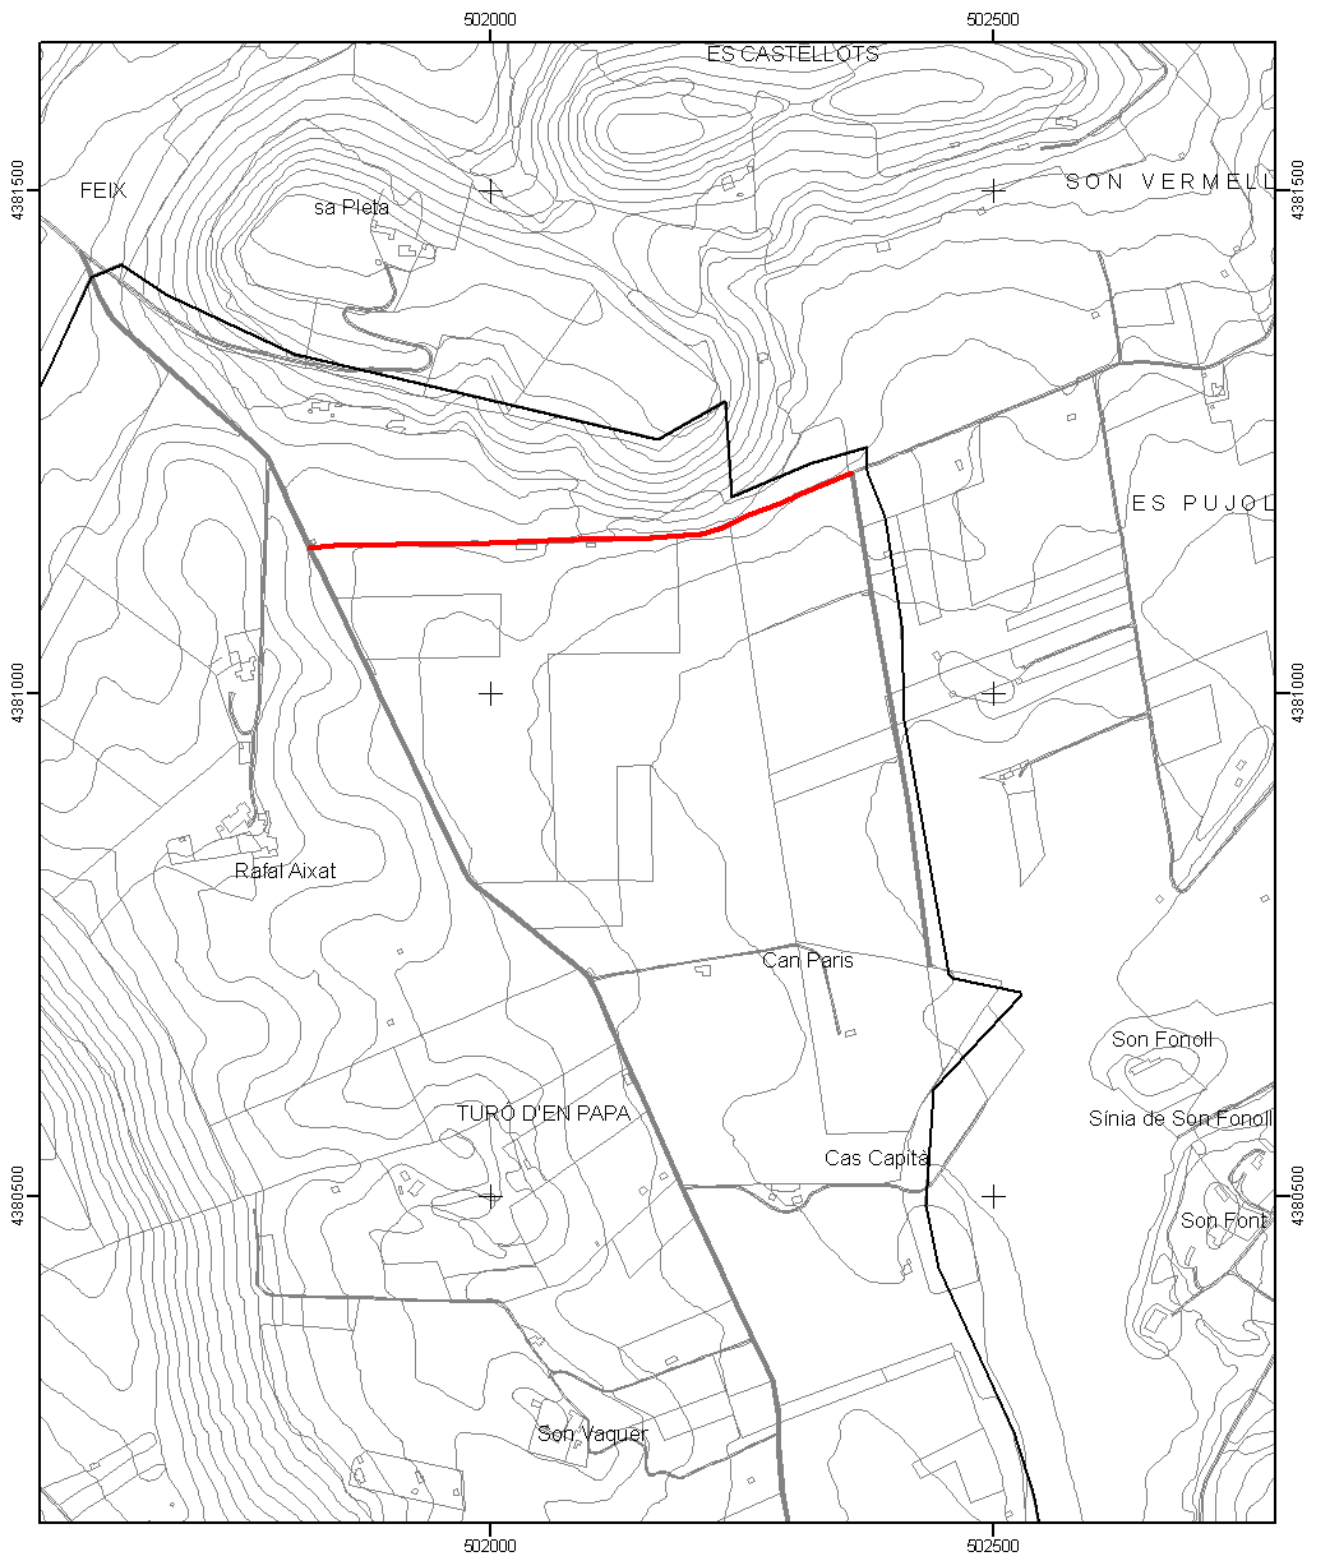 502000
502500
ES CASTELLOTS
4381500
FEIX
SON VERMELL
4381500
sa Pleta
ES PUJOL
4381000
4381000
Rafal Aixat
Can Paris
Son Fonoll
TURÓ D'EN PAPA
Sínia de Son Fonoll
Cas Capità
4380500
4380500
Son Font
Son Vaquer
502000
502500